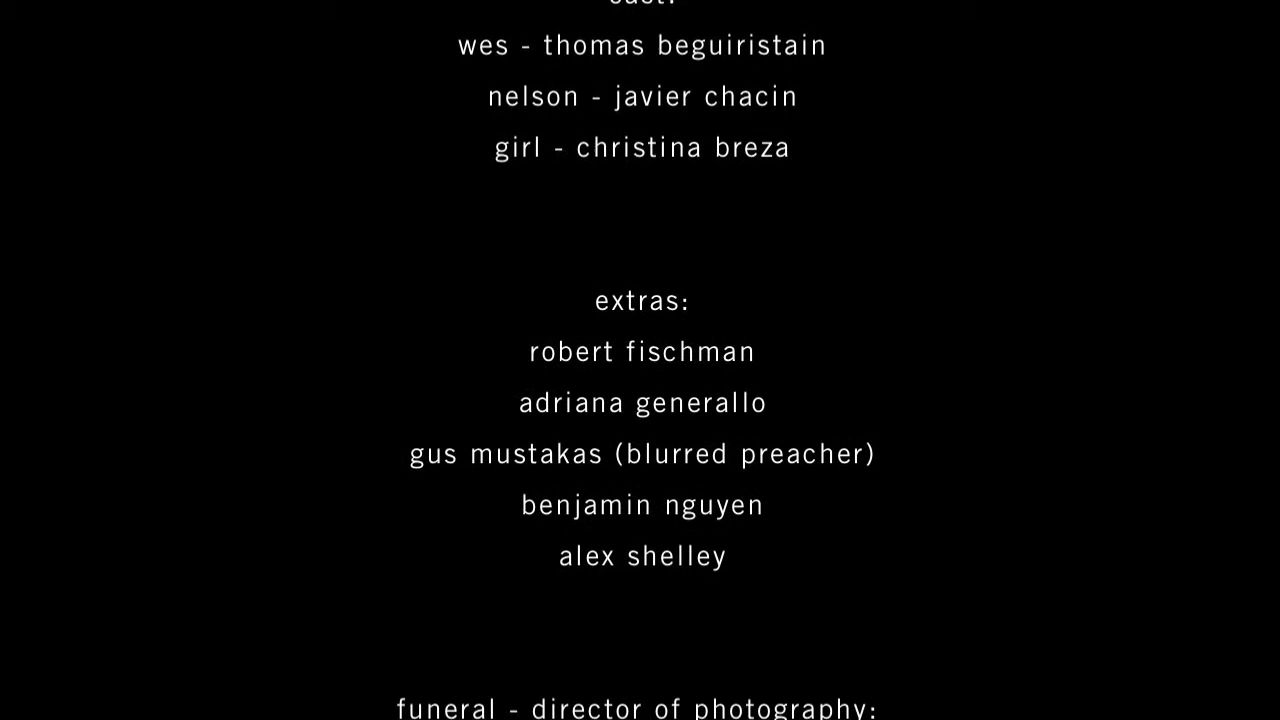 cast:
wes - thomas beguiristain
nelson - javier chacin
girl - christina breza
extras:
robert fischman
adriana generallo
gus mustakas (blurred preacher)
benjamin nguyen
alex shelley
funeral - director of photography: